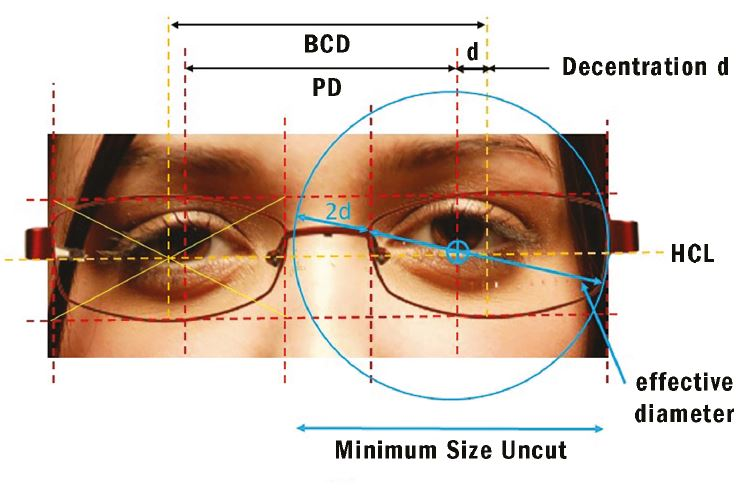 BCD
d
Decentration d
PD
2d
HCL
effective
diameter
Minimum Size Uncut